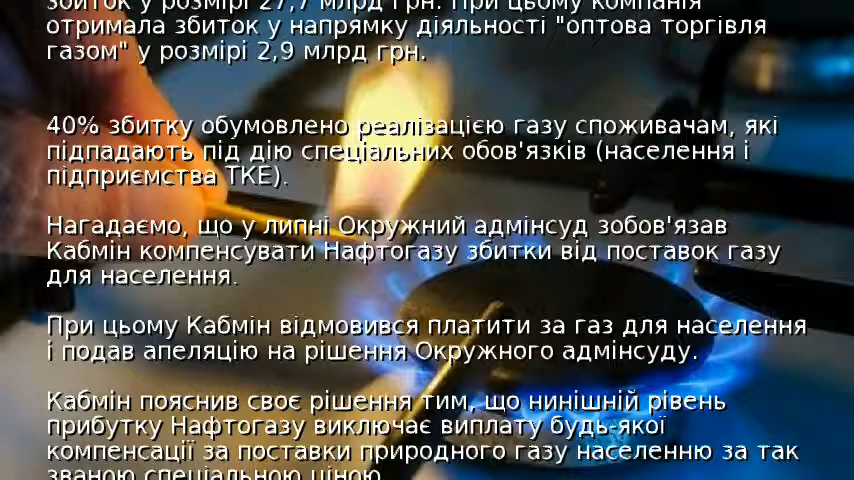 збиток у розмірі 27,7 млрд грн. При цьому компанія
отримала збиток у напрямку діяльності "оптова торгівля
газом" у розмірі 2,9 млрд грн.
40% збитку обумовлено реалізацією газу споживачам, які
підпадають під дію спеціальних обов'язків (населення і
підприємства ТКЕ).
Нагадаємо, що у липні Окружний адмінсуд зобов'язав
Кабмін компенсувати Нафтогазу збитки від поставок газу
для населення.
При цьому Кабмін відмовився платити за газ для населення
і подав апеляцію на рішення Окружного адмінсуду.
Кабмін пояснив своє рішення тим, що нинішній рівень
прибутку Нафтогазу виключає виплату будь-якої
компенсації за поставки природного газу населенню за так
званою спеціальною ціною